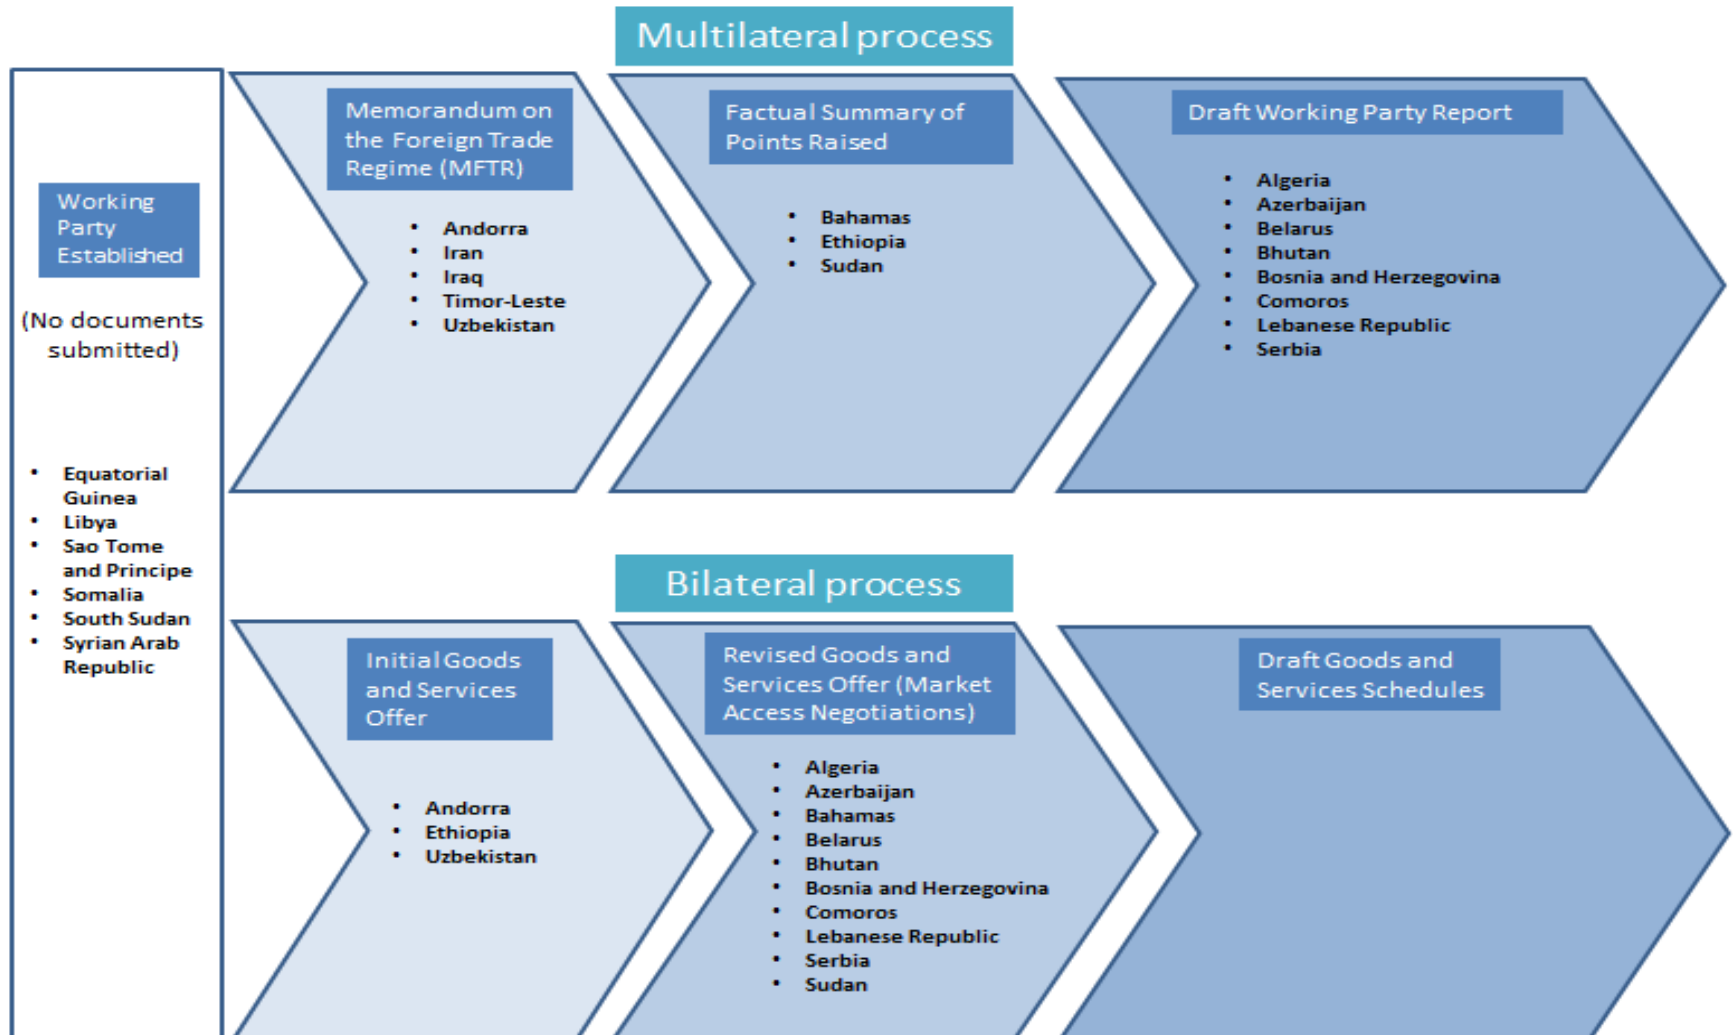 Multilateral process
Working
Party
Established
(No documents
submitted)
• Equatorial
Guinea
• Libya
• Sao Tome
and Principe
• Somalia
• South Sudan
• Syrian Arab
Republic
Memorandum on
the Foreign Trade
Regime (MFTR)
• Andorra
• Iran
• Iraq
• Timor-Leste
• Uzbekistan
Factual Summary of
Points Raised
• Bahamas
• Ethiopia
• Sudan
Draft Working Party Report
• Algeria
• Azerbaijan
• Belarus
• Bhutan
• Bosnia and Herzegovina
• Comoros
• Lebanese Republic
• Serbia
Bilateral process
Initial Goods
and Services
Offer
• Andorra
• Ethiopia
• Uzbekistan
Revised Goods and
Services Offer (Market
Access Negotiations)
• Algeria
• Azerbaijan
• Bahamas
• Belarus
• Bhutan
• Bosnia and Herzegovina
• Comoros
• Lebanese Republic
• Serbia
• Sudan
Draft Goods and
Services Schedules